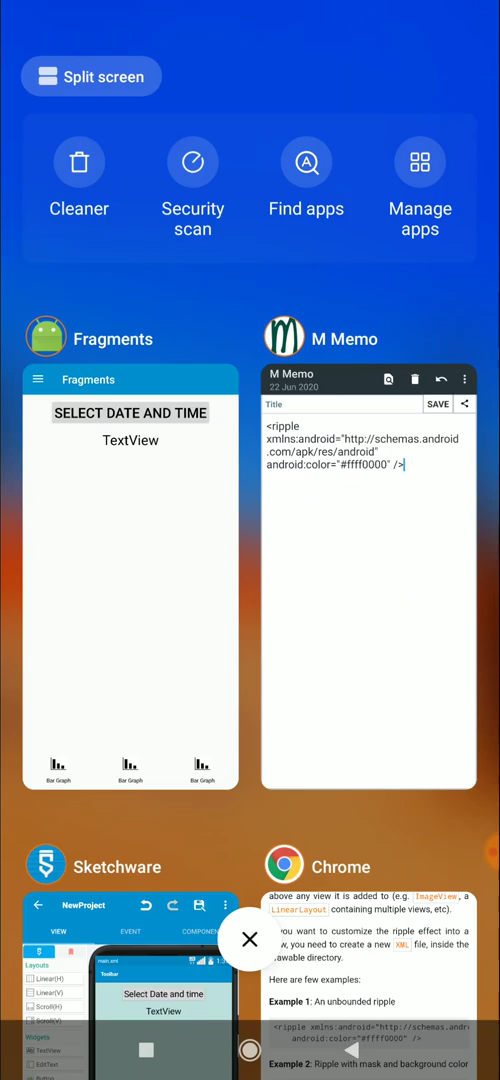 Split screen
Cleaner
Security
scan
Find apps
Manage
apps
Fragments
Fragments
SELECT DATE AND TIME
TextView
Bar Graph
Bar Graph
Bar Graph
M Memo
M Memo
22 Jun 2020
Title
SAVE
<ripple
xmlns:android="http://schemas.android
.com/apk/res/android"
android:color="#ffff0000" />
Sketchware
NewProject
VIEW
EVENT
COMPONEN
Layouts
Linear(H)
Linear(V)
Scroll(H)
Scroll(V)
Widgets
TextView
EditText
Button
main.xml
Toolbar
Select Date and time
TextView
Chrome
above any view it is added to (e.g. ImageView, a
LinearLayout containing multiple views, etc).
you want to customize the ripple effect into a
w, you need to create a new XML file, inside the
rawable directory.
Here are few examples:
Example 1: An unbounded ripple
<ripple xmlns:android="http://schemas.andr
android:color="#ffff0000" />
Example 2: Ripple with mask and background color